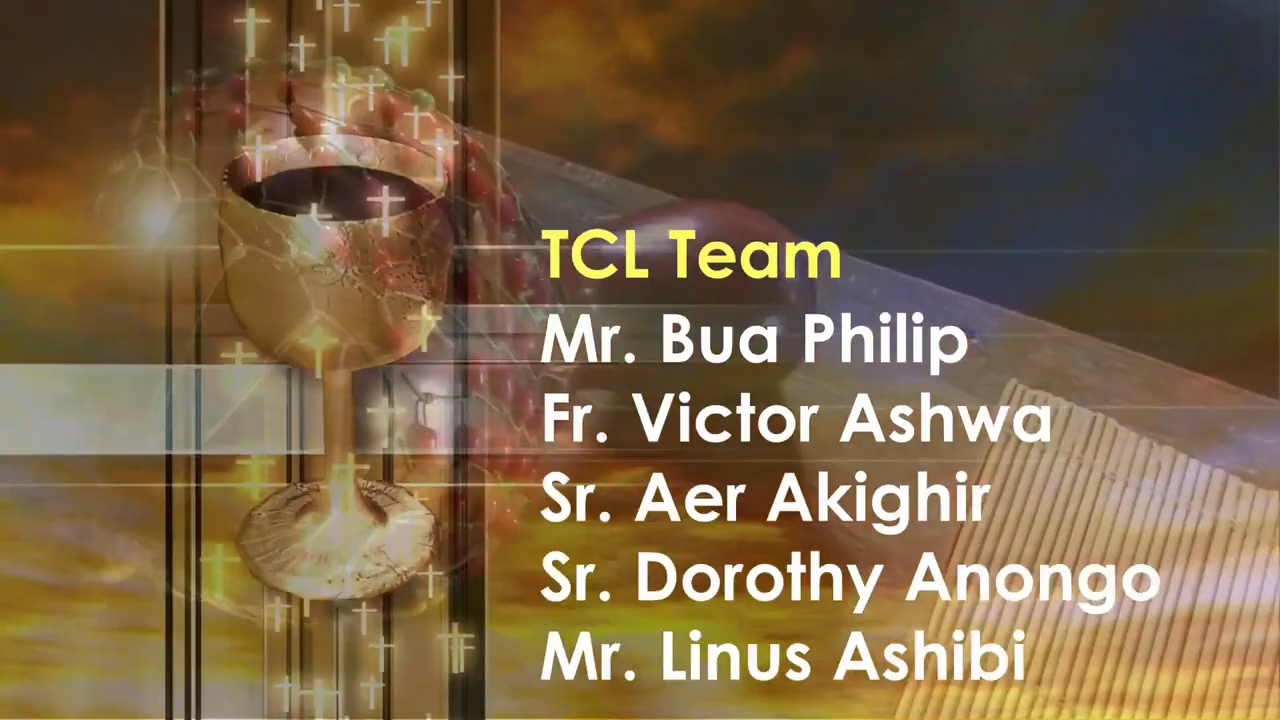 TCL Team
Mr. Bua Philip
Fr. Victor Ashwa
Sr. Aer Akighir
Sr. Dorothy Anongo
Mr. Linus Ashibi